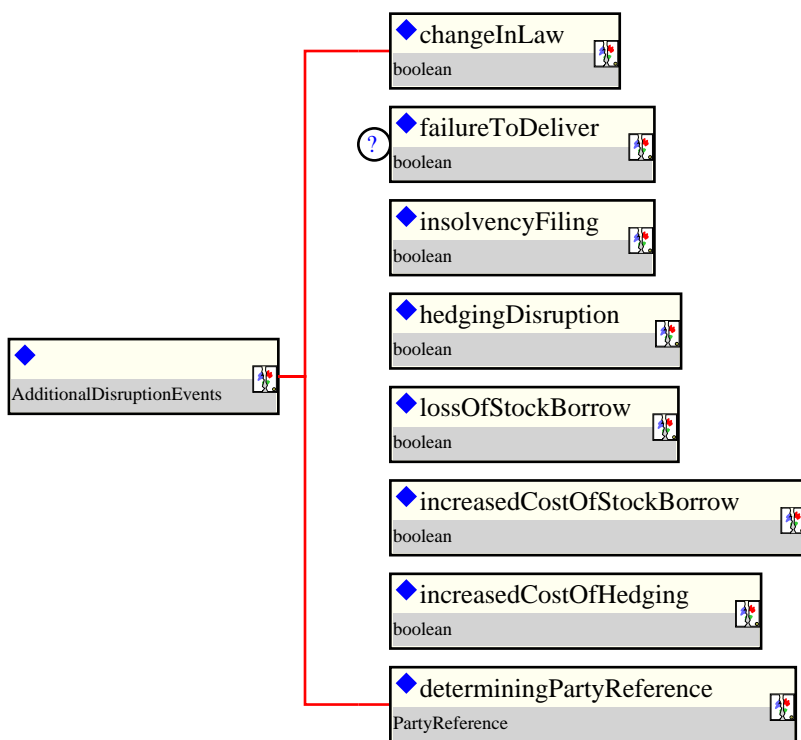 changeInLaw
boolean
?
failureToDeliver
boolean
insolvencyFiling
boolean
hedgingDisruption
boolean
AdditionalDisruptionEvents
lossOfStockBorrow
boolean
increasedCostOfStockBorrow
boolean
increasedCostOfHedging
boolean
determiningPartyReference
PartyReference